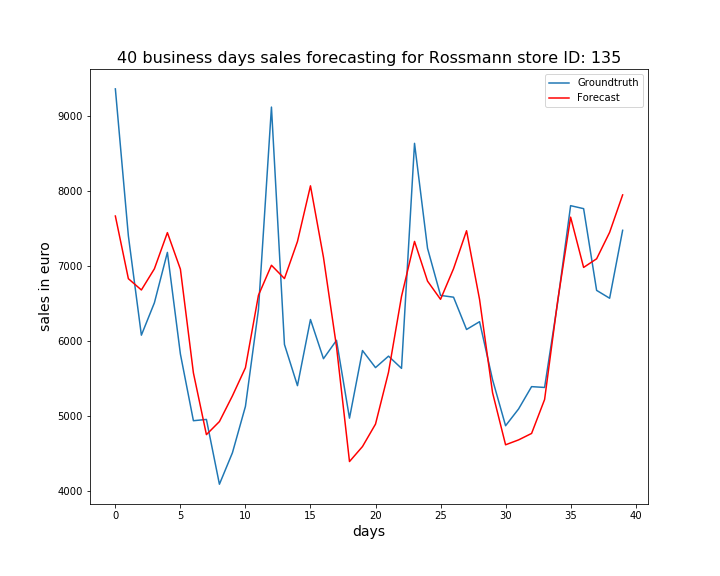 40 business days sales forecasting for Rossmann store ID: 135
Groundtruth
Forecast
9000
8000
7000
6000
5000
4000
sales in euro
0 5 10 15 20 25 30 35 40
days